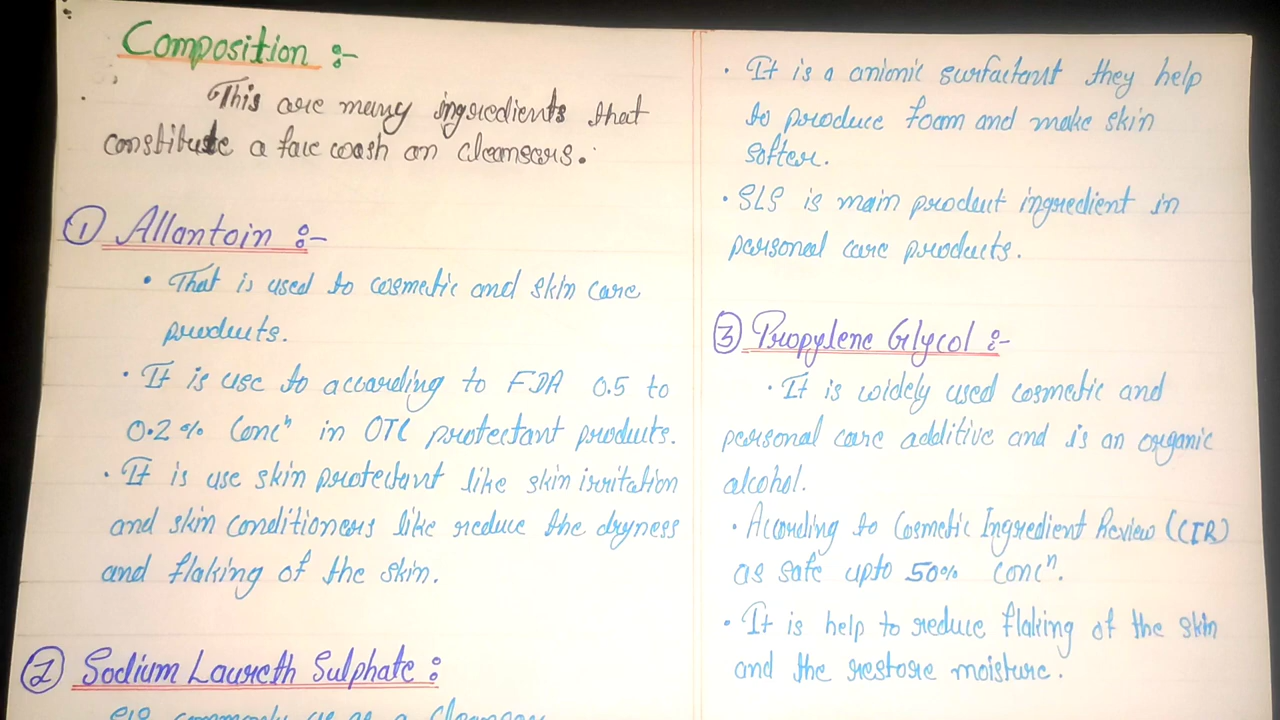 Composition :-
This are many ingredients that
constitute a face wash an cleansers.
① Allantoin :-
• That is used to cosmetic and skin care
products.
• It is use to according to FDA 0.5 to
0.2% Concⁿ in OTC protectant products.
• It is use skin protectant like skin irritation
and skin conditioners like reduce the dryness
and flaking of the skin.
② Sodium Laureth Sulphate :
a Cleanser
• It is a anionic surfactant they help
to produce foam and make skin
softer.
• SLS is main product ingredient in
personal care products.
③ Propylene Glycol :-
• It is widely used cosmetic and
personal care additive and is an organic
alcohol.
• According to Cosmetic Ingredient Review (CIR)
as safe upto 50% concⁿ.
• It is help to reduce flaking of the skin
and the restore moisture.